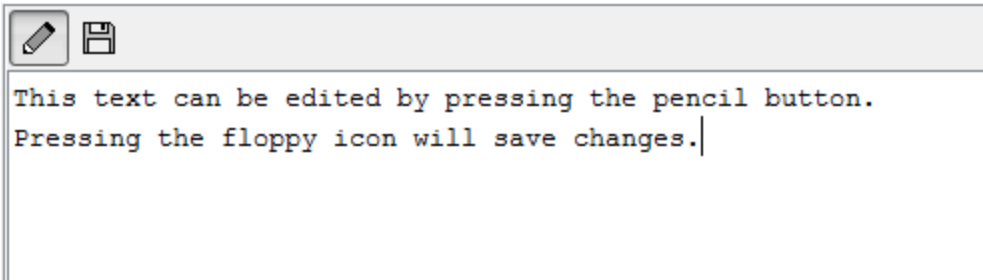 This text can be edited by pressing the pencil button.
Pressing the floppy icon will save changes.